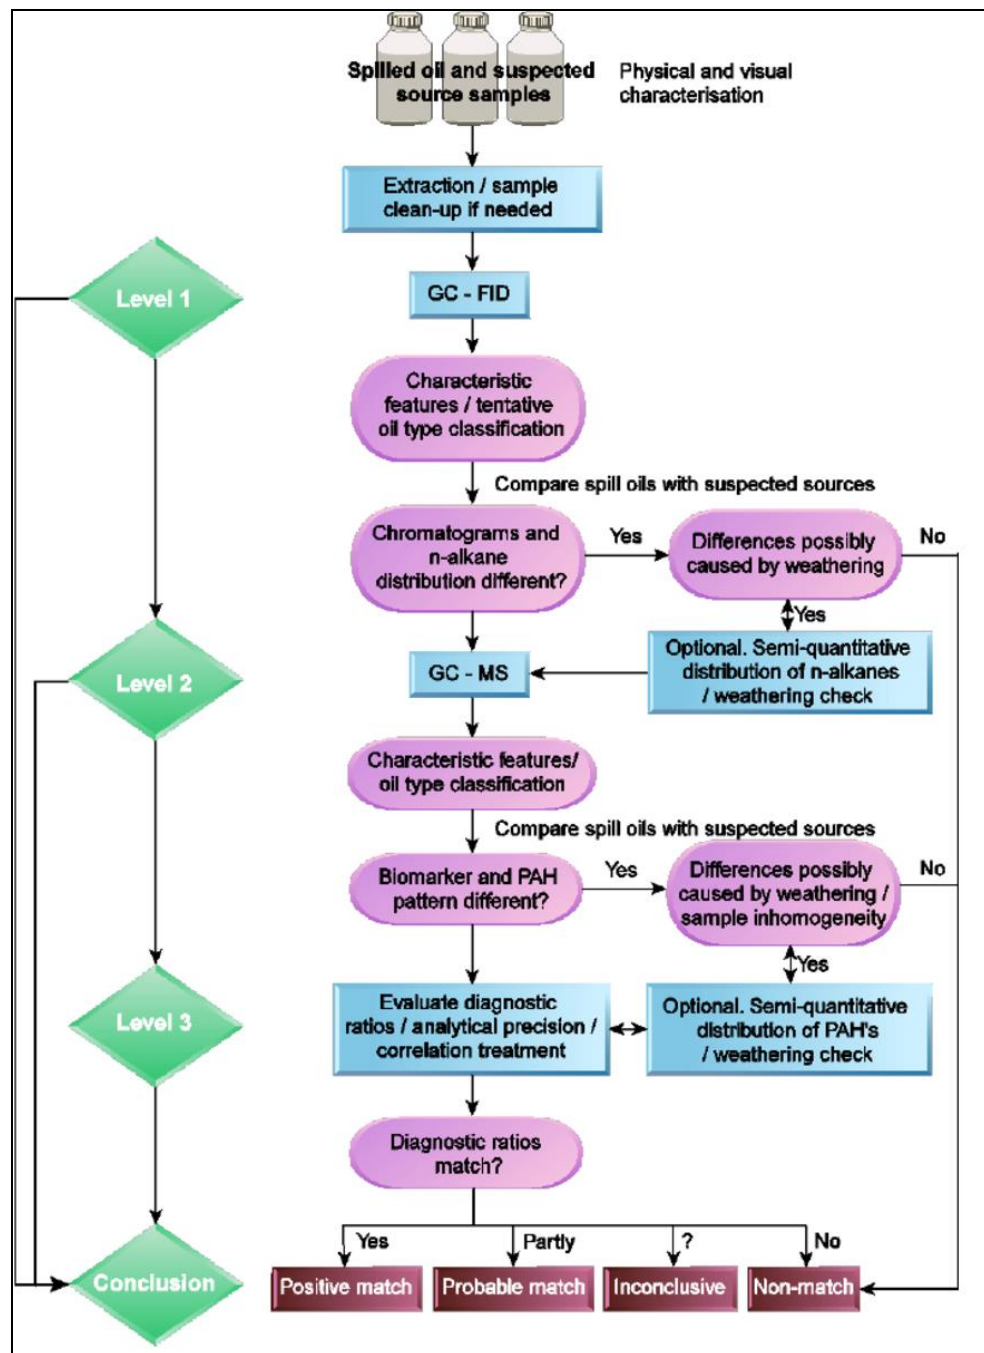 Spilled oil and suspected
source samples
Physical and visual
characterisation
Extraction / sample
clean-up if needed
Level 1
GC - FID
Characteristic
features / tentative
oil type classification
Compare spill oils with suspected sources
Chromatograms and
n-alkane
distribution different?
Yes
Differences possibly
caused by weathering
No
Yes
Level 2
GC - MS
Optional. Semi-quantitative
distribution of n-alkanes
/ weathering check
Characteristic features/
oil type classification
Compare spill oils with suspected sources
Biomarker and PAH
pattern different?
Yes
Differences possibly
caused by weathering /
sample inhomogeneity
No
Yes
Level 3
Evaluate diagnostic
ratios / analytical precision /
correlation treatment
Optional. Semi-quantitative
distribution of PAH's
/ weathering check
Diagnostic ratios
match?
Yes
Partly
?
No
Conclusion
Positive match
Probable match
Inconclusive
Non-match